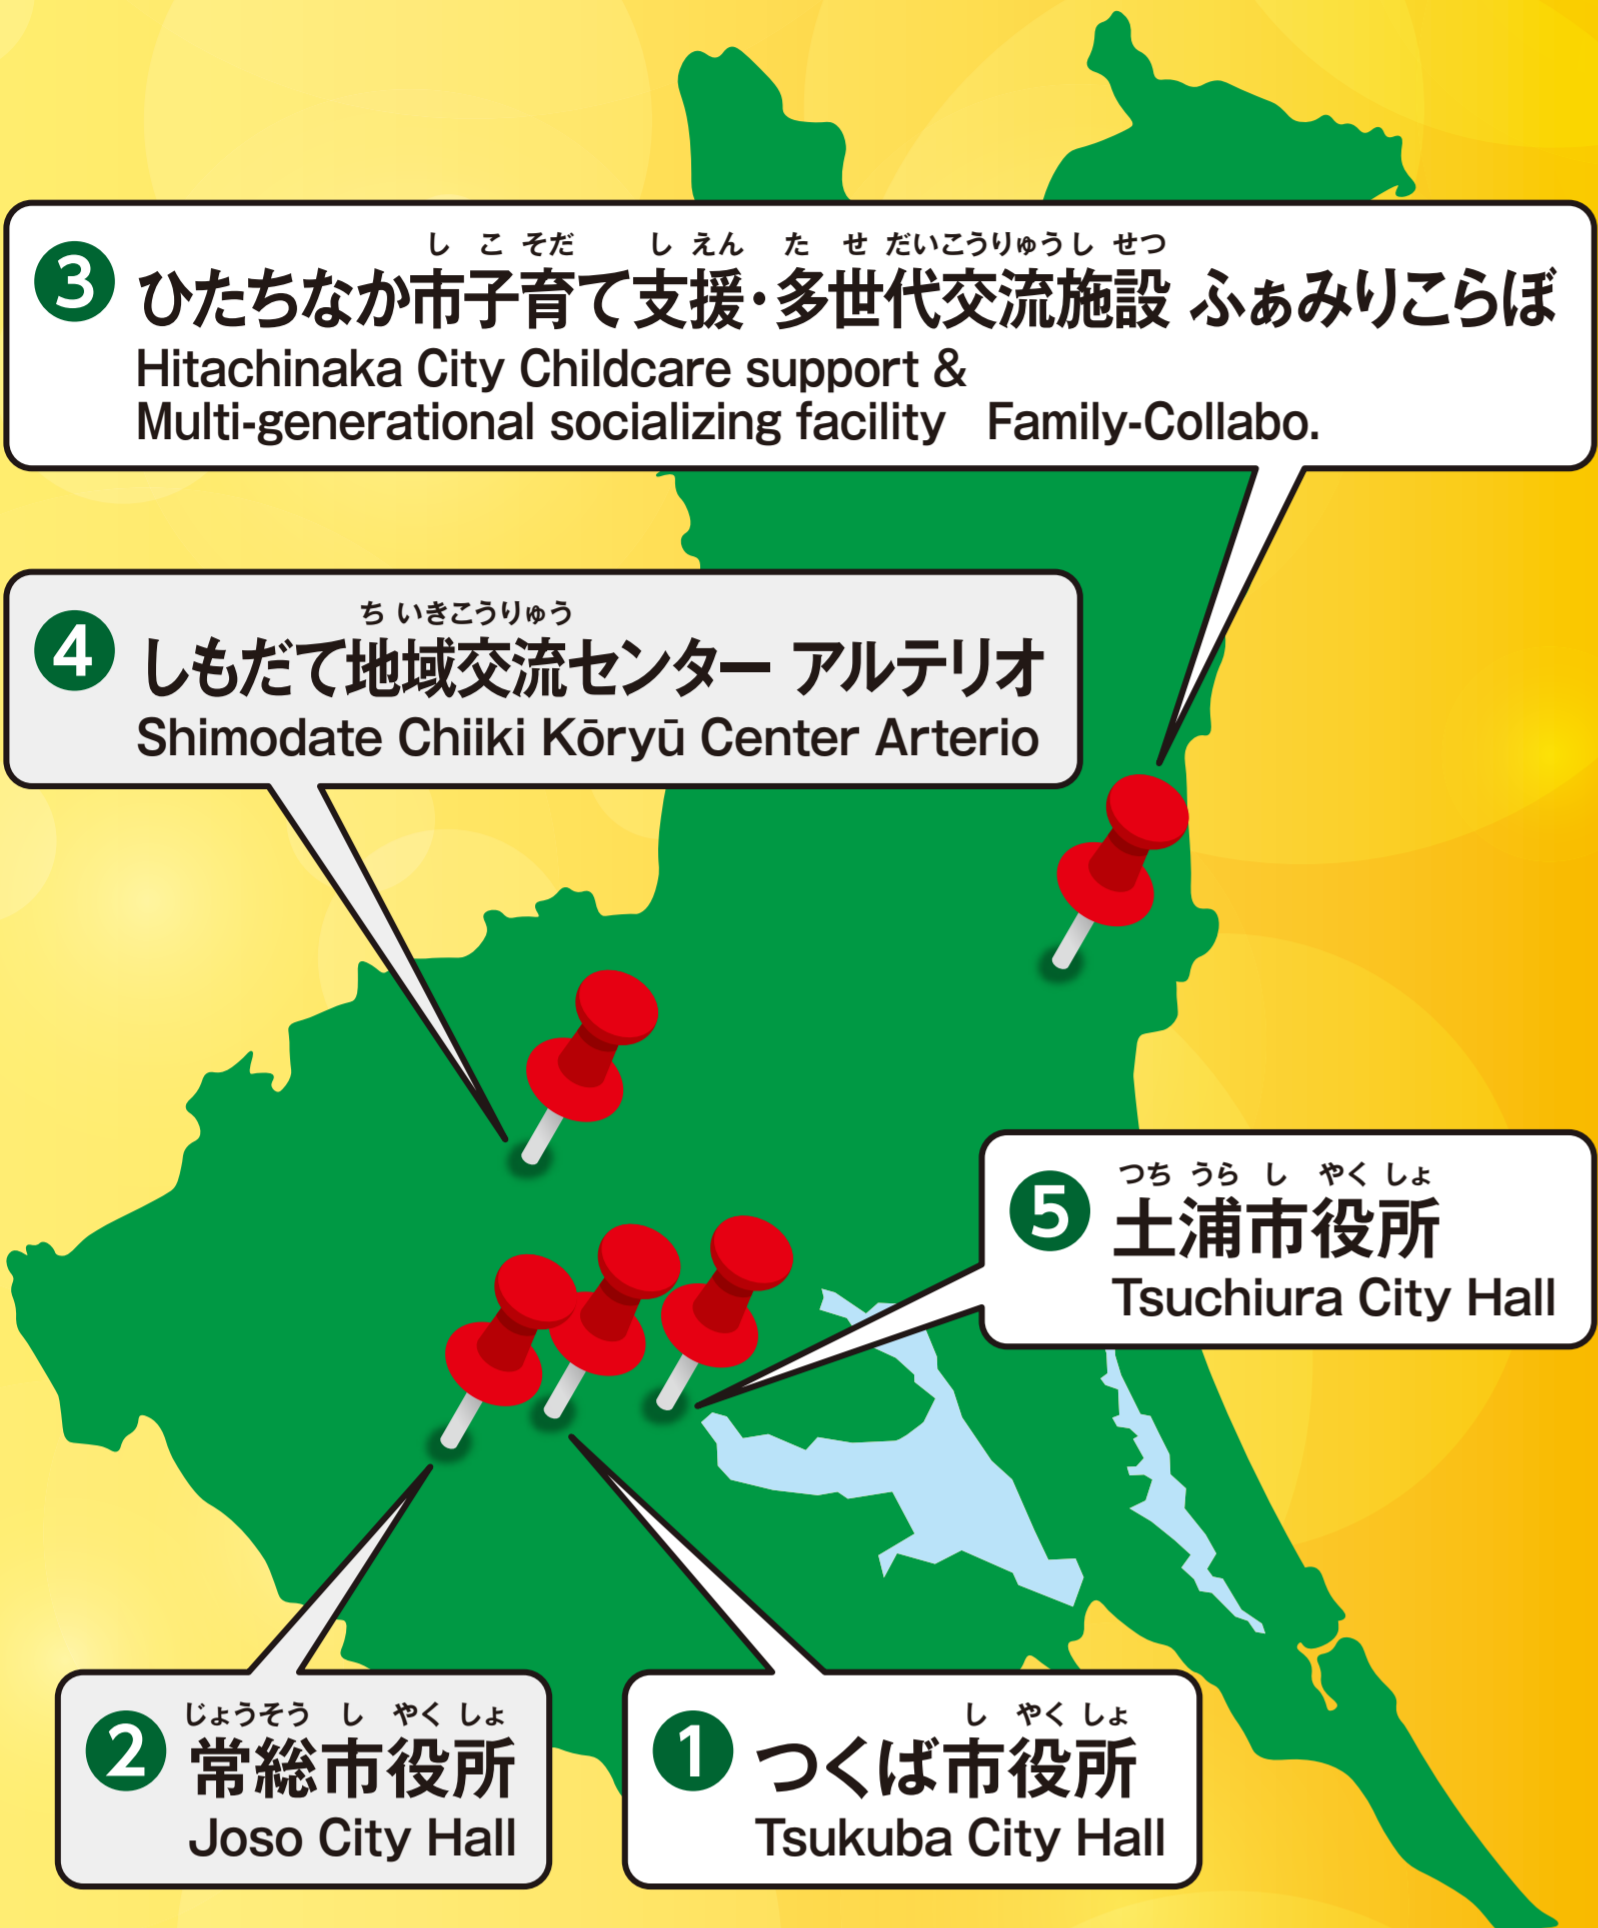 し こ そだ し えん た せ だいこうりゅう し せつ
3 ひたちなか市子育て支援・多世代交流施設 ふぁみりこらぼ
Hitachinaka City Childcare support &
Multi-generational socializing facility Family-Collabo.
ち いきこうりゅう
4 しもだて地域交流センター アルテリオ
Shimodate Chiiki Kōryū Center Arterio
つち うら し やく しょ
5 土浦市役所
Tsuchiura City Hall
じょうそう し やく しょ
2 常総市役所
Joso City Hall
し やく しょ
1 つくば市役所
Tsukuba City Hall